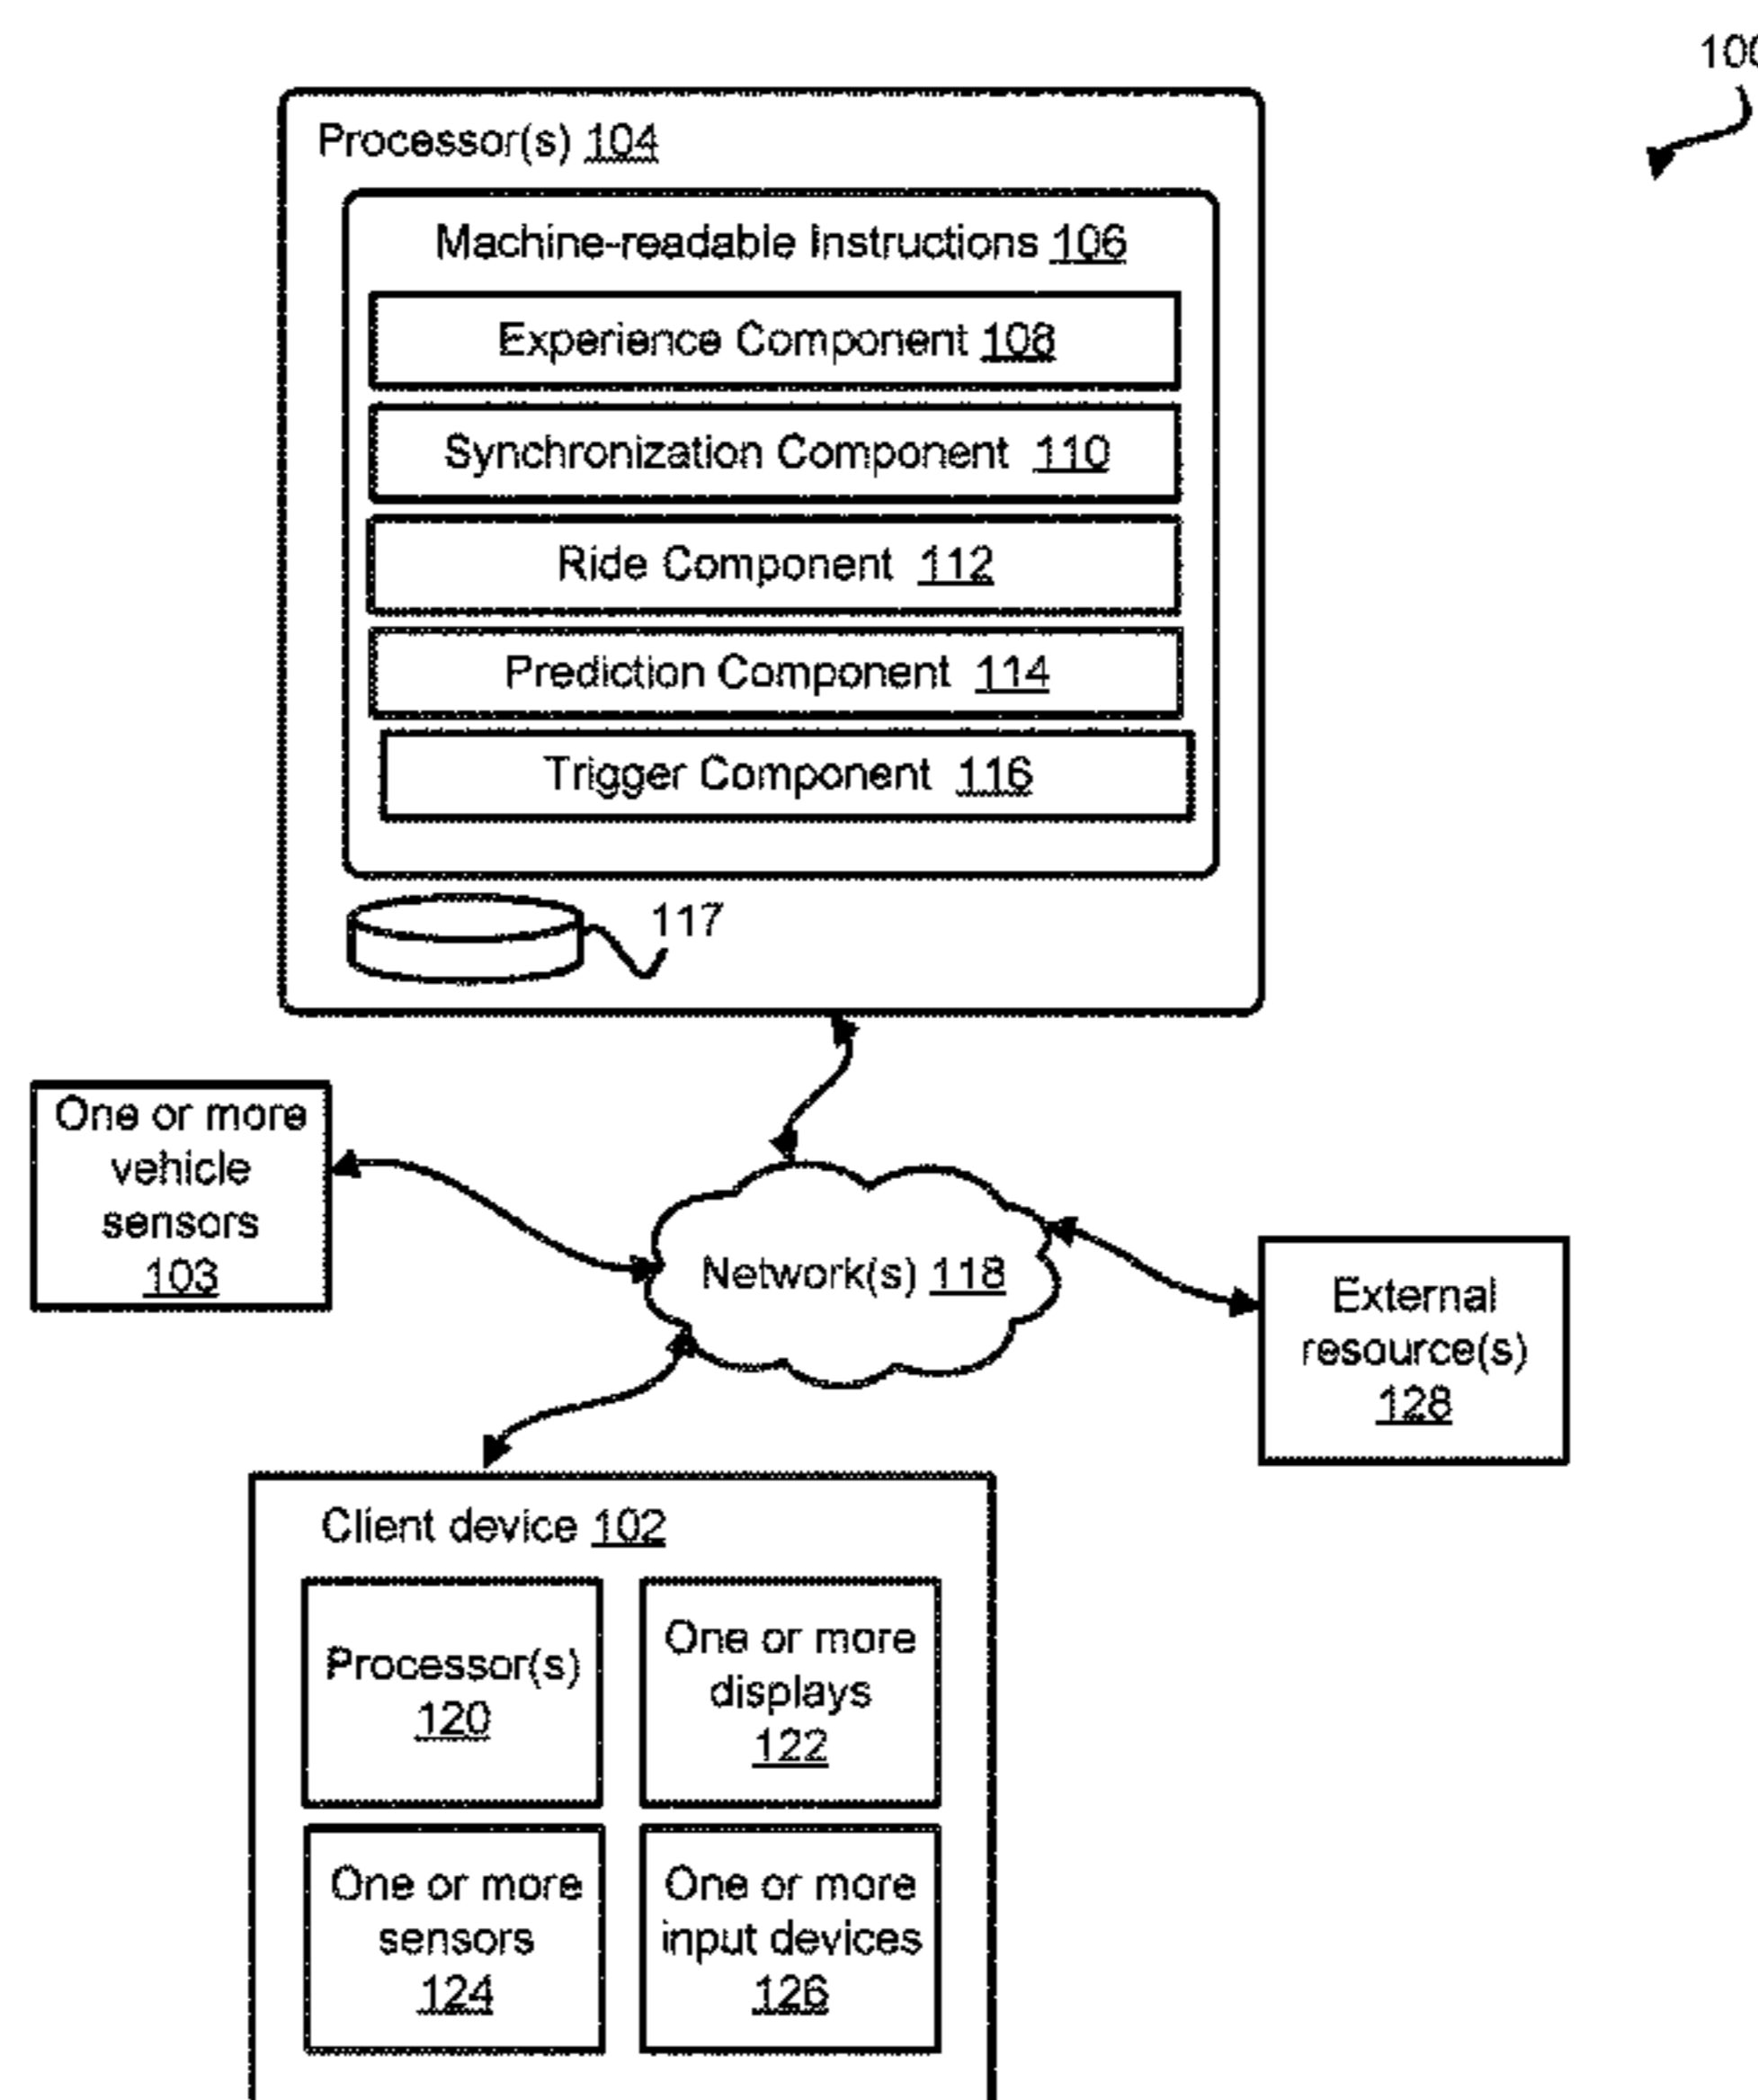 100
Processor(s) 104
Machine-readable Instructions 106
Experience Component 108
Synchronization Component 110
Ride Component 112
Prediction Component 114
Trigger Component 116
117
One or more
vehicle
sensors
103
Network(s) 118
External
resource(s)
128
Client device 102
Processor(s)
120
One or more
displays
122
One or more
sensors
124
One or more
input devices
126